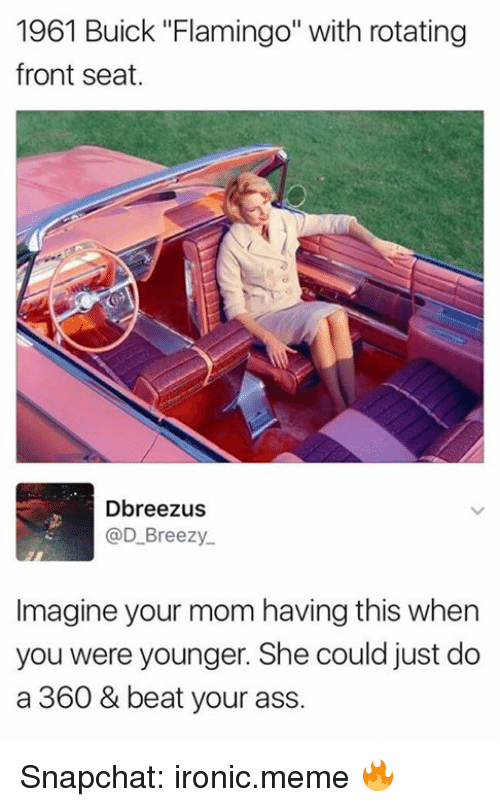 1961 Buick "Flamingo" with rotating
front seat.
Dbreezus
@D_Breezy_
Imagine your mom having this when
you were younger. She could just do
a 360 & beat your ass.
Snapchat: ironic.meme 🔥